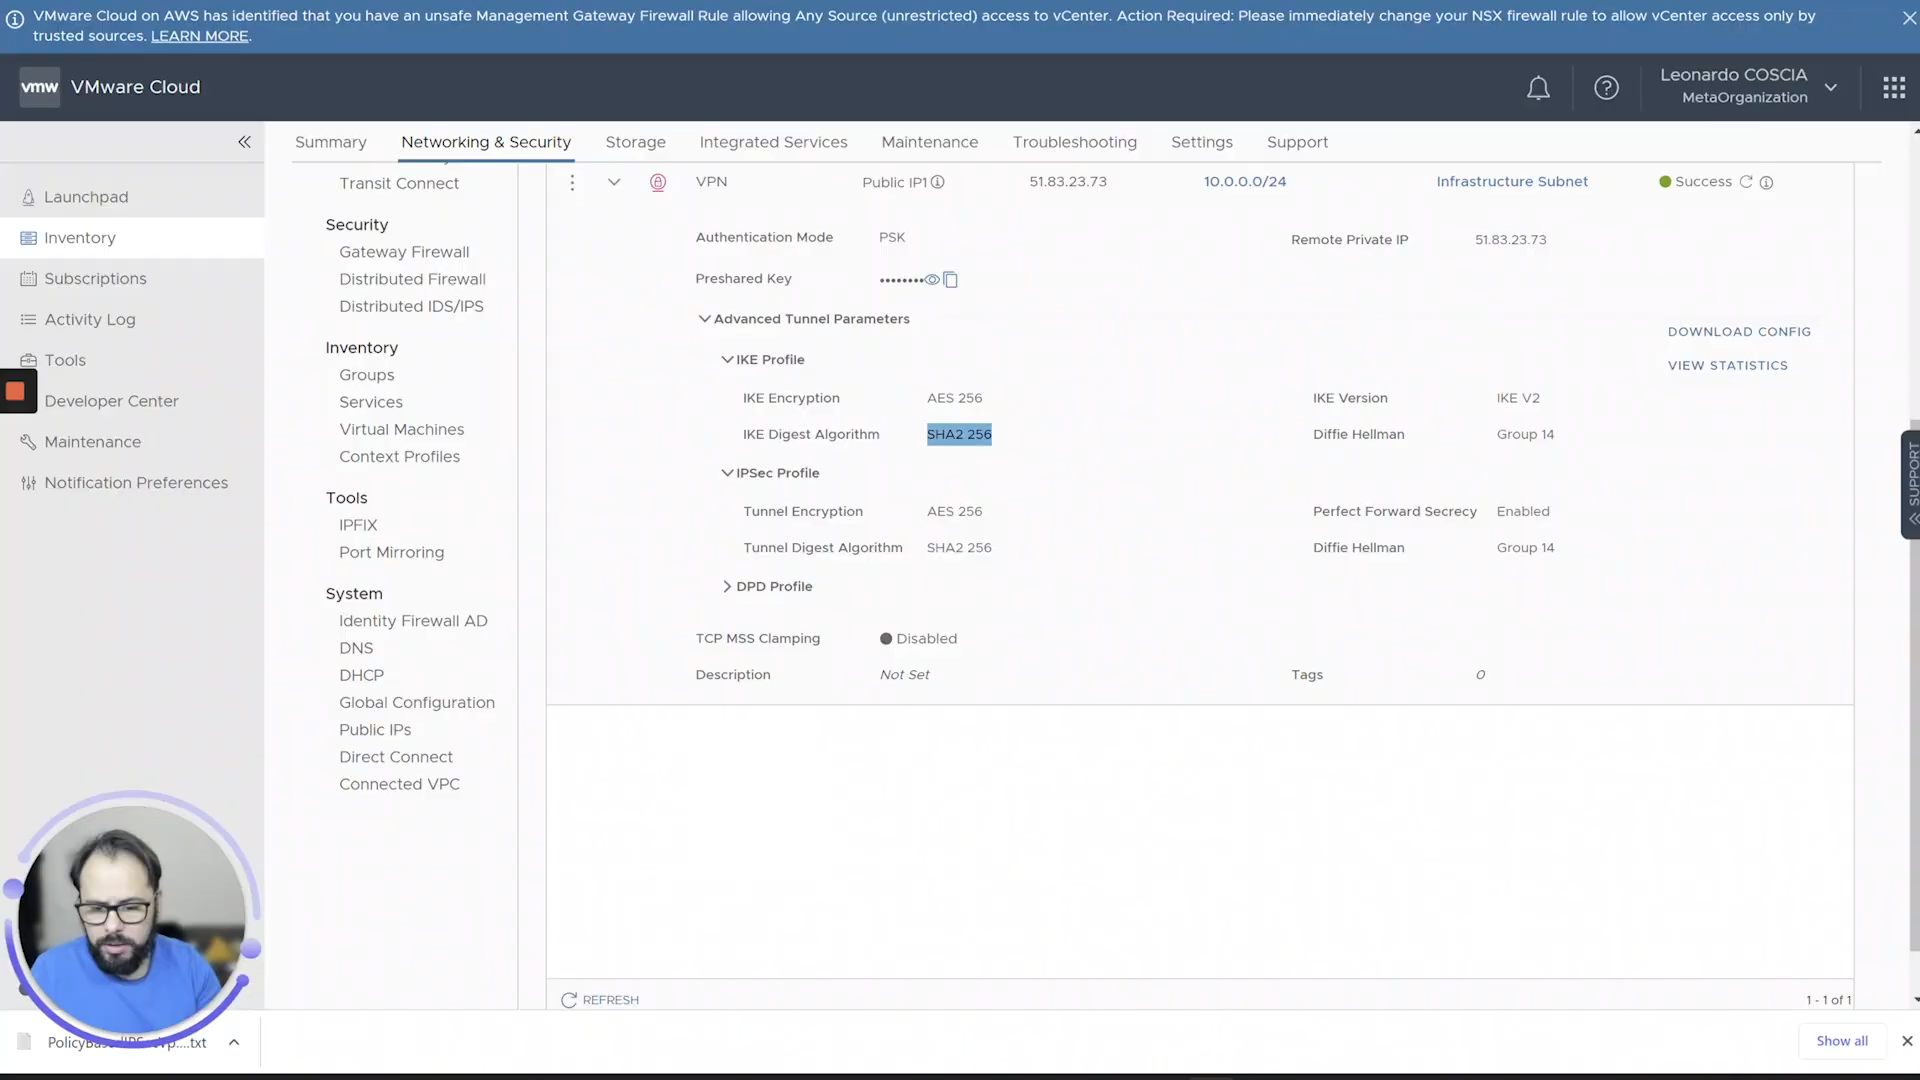 VMware Cloud on AWS has identified that you have an unsafe Management Gateway Firewall Rule allowing Any Source (unrestricted) access to vCenter. Action Required: Please immediately change your NSX firewall rule to allow vCenter access only by
trusted sources. LEARN MORE.
vmw VMware Cloud
Leonardo COSCIA
MetaOrganization
Summary Networking & Security Storage Integrated Services Maintenance Troubleshooting Settings Support
Launchpad
Inventory
Subscriptions
Activity Log
Tools
Developer Center
Maintenance
Notification Preferences
Transit Connect
Security
Gateway Firewall
Distributed Firewall
Distributed IDS/IPS
Inventory
Groups
Services
Virtual Machines
Context Profiles
Tools
IPFIX
Port Mirroring
System
Identity Firewall AD
DNS
DHCP
Global Configuration
Public IPs
Direct Connect
Connected VPC
VPN Public IP1 51.83.23.73 10.0.0.0/24 Infrastructure Subnet Success
Authentication Mode PSK Remote Private IP 51.83.23.73
Preshared Key ••••••••
Advanced Tunnel Parameters
DOWNLOAD CONFIG
IKE Profile
VIEW STATISTICS
IKE Encryption AES 256 IKE Version IKE V2
IKE Digest Algorithm SHA2 256 Diffie Hellman Group 14
IPSec Profile
Tunnel Encryption AES 256 Perfect Forward Secrecy Enabled
Tunnel Digest Algorithm SHA2 256 Diffie Hellman Group 14
DPD Profile
TCP MSS Clamping Disabled
Description Not Set Tags 0
SUPPORT
REFRESH 1 - 1 of 1
Show all